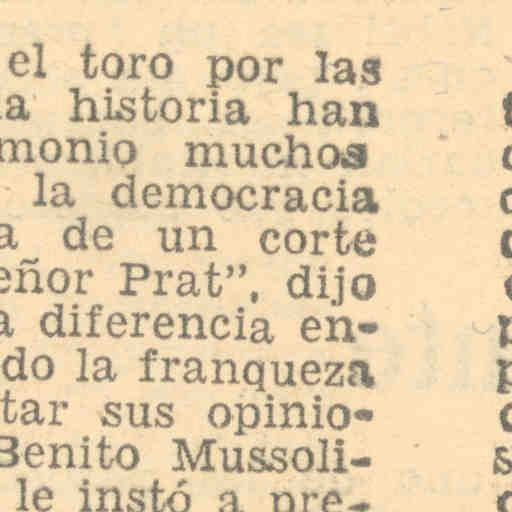 el toro por las
la historia han
monio muchos
la democracia
a de un corte
eñor Prat", dijo
a diferencia en-
do la franqueza
tar sus opinio-
Benito Mussoli-
le instó a pre-